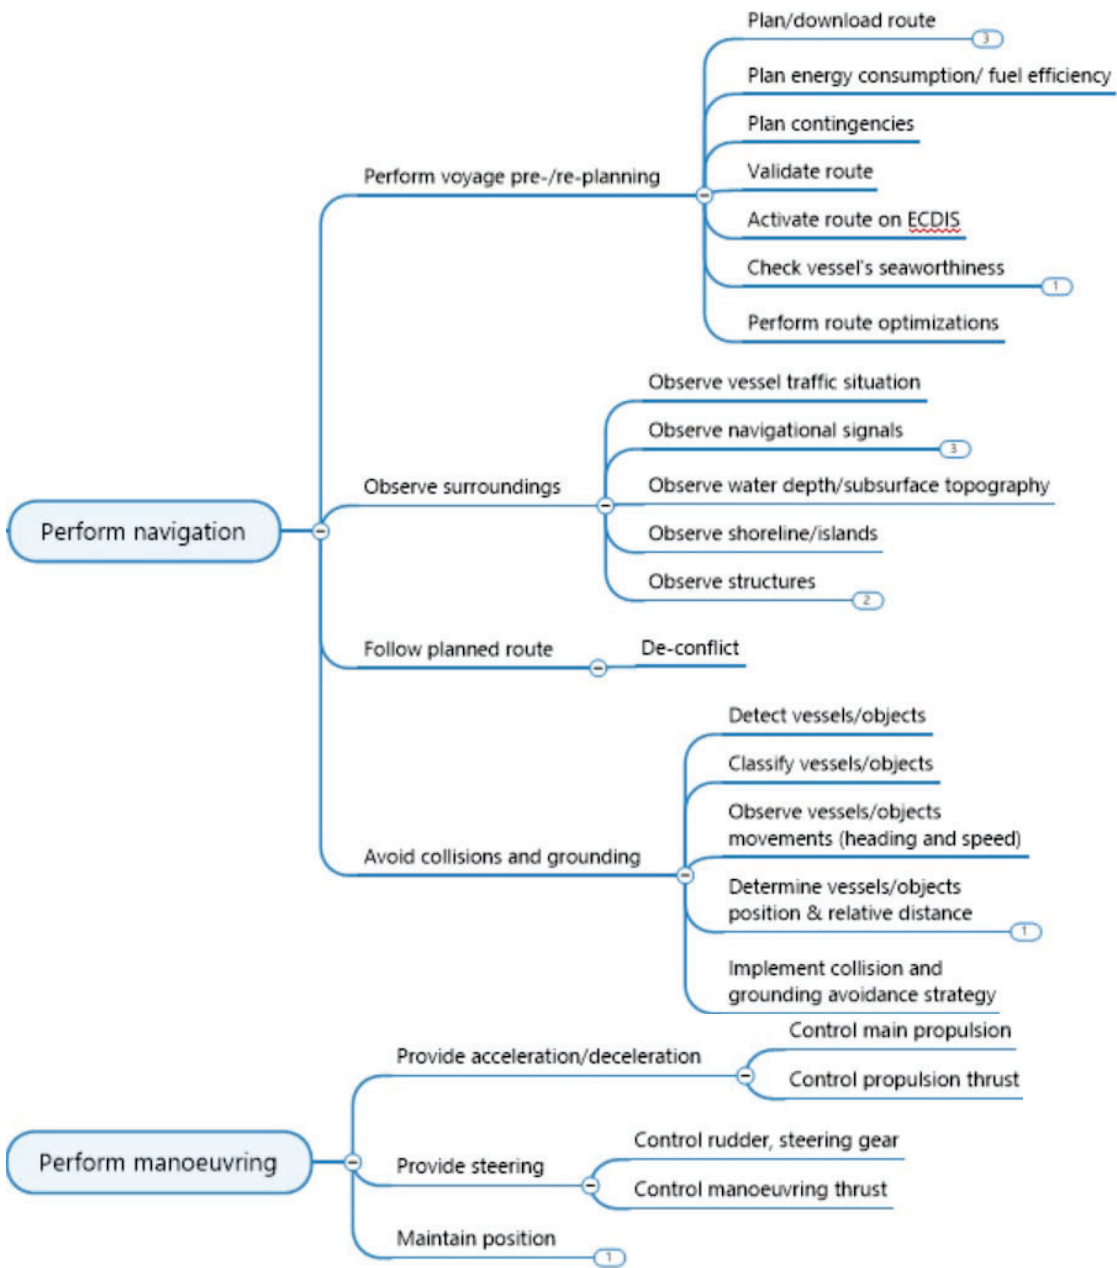 Plan/download route
3
Plan energy consumption/ fuel efficiency
Plan contingencies
Perform voyage pre-/re-planning
Validate route
Activate route on ECDIS
Check vessel's seaworthiness
1
Perform route optimizations
Observe vessel traffic situation
Observe navigational signals
3
Observe surroundings
Observe water depth/subsurface topography
Perform navigation
Observe shoreline/islands
Observe structures
2
Follow planned route
De-conflict
Detect vessels/objects
Classify vessels/objects
Observe vessels/objects
movements (heading and speed)
Avoid collisions and grounding
Determine vessels/objects
position & relative distance
1
Implement collision and
grounding avoidance strategy
Control main propulsion
Provide acceleration/deceleration
Control propulsion thrust
Control rudder, steering gear
Perform manoeuvring
Provide steering
Control manoeuvring thrust
Maintain position
1